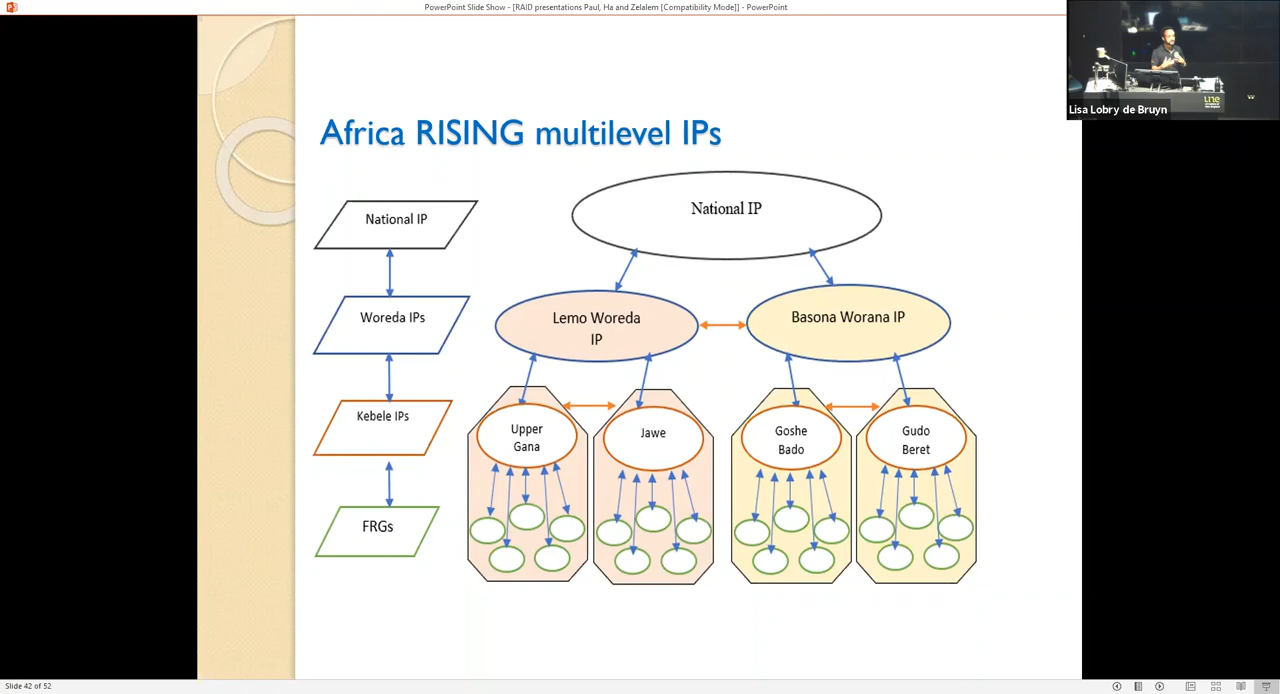 PowerPoint Slide Show - [RAID presentations Paul, Ha and Zelalem [Compatibility Mode]] - PowerPoint
Lisa Lobry de Bruyn
une
Africa RISING multilevel IPs
National IP
Woreda IPs
Kebele IPs
FRGs
National IP
Lemo Woreda
IP
Basona Worana IP
Upper
Gana
Jawe
Goshe
Bado
Gudo
Beret
Slide 42 of 52